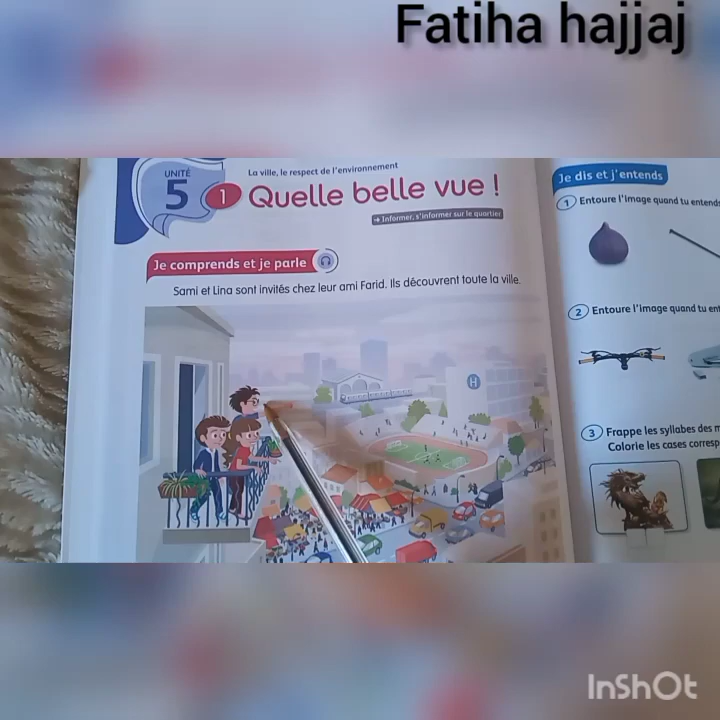 Fatiha hajjaj
UNITÉ
5
La ville, le respect de l'environnement
1 Quelle belle vue !
➔ Informer, s'informer sur le quartier
Je comprends et je parle
Sami et Lina sont invités chez leur ami Farid. Ils découvrent toute la ville.
H
Je dis et j'entends
1 Entoure l'image quand tu entends
2 Entoure l'image quand tu
3 Frappe les syllabes des
Colorie les cases
InShOt